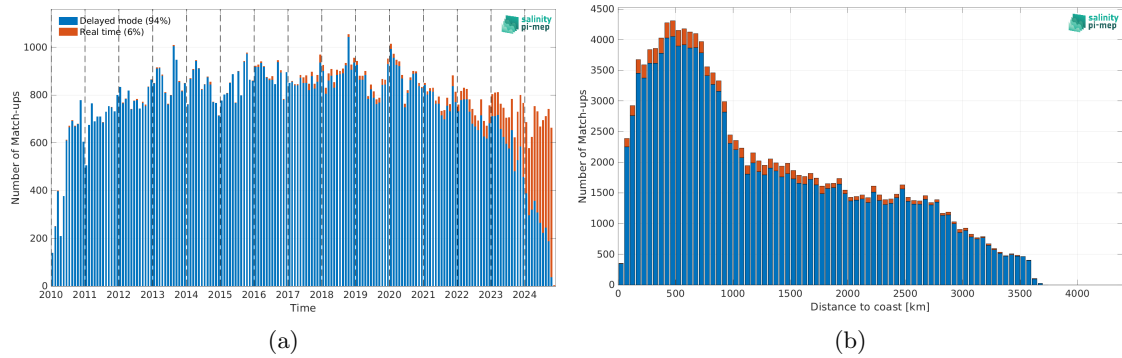 Delayed mode (94%)
Real time (6%)
salinity
pi-mep
Number of Match-ups
1000
800
600
400
200
0
2010 2011 2012 2013 2014 2015 2016 2017 2018 2019 2020 2021 2022 2023 2024
Time
(a)
salinity
pi-mep
Number of Match-ups
4500
4000
3500
3000
2500
2000
1500
1000
500
0
0 500 1000 1500 2000 2500 3000 3500 4000
Distance to coast [km]
(b)